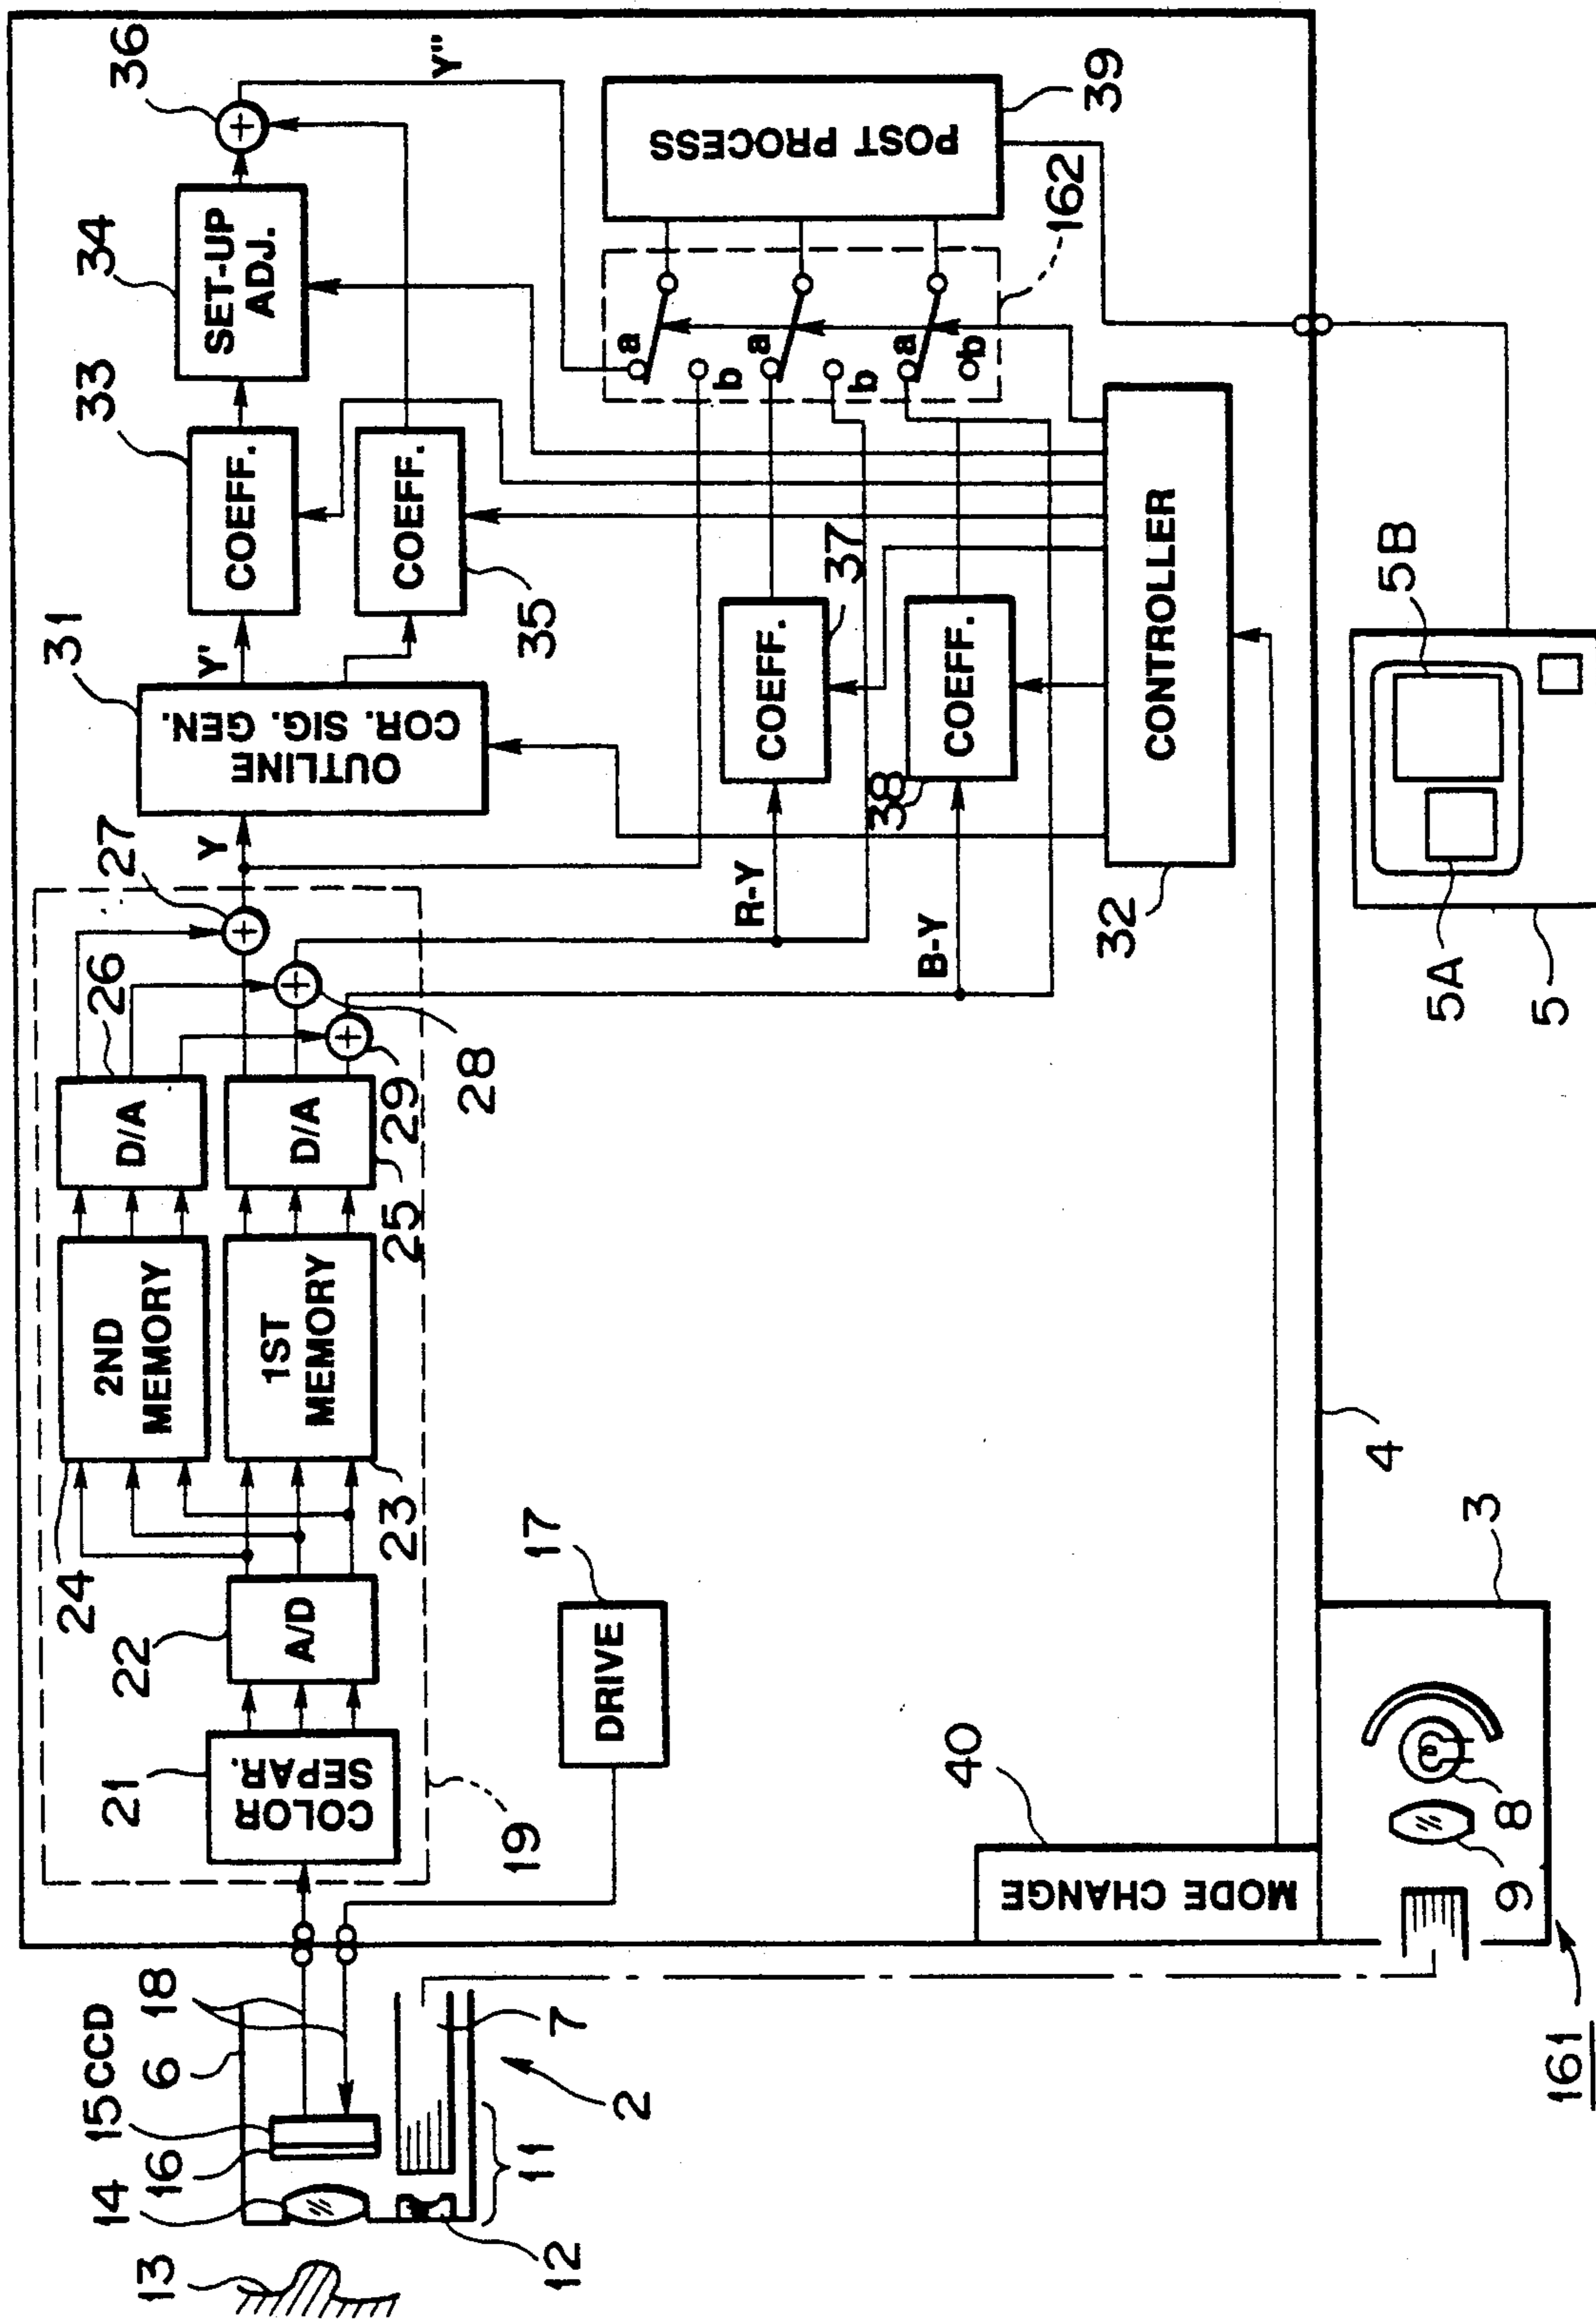 36
Y"
34
SET-UP
ADJ.
33
COEFF.
COEFF.
35
31
Y'
OUTLINE
COR. SIG. GEN.
27
Y
POST PROCESS
39
162
a
b
a
b
a
b
COEFF.
37
COEFF.
38
R-Y
B-Y
CONTROLLER
32
26
28
29
25
D/A
D/A
2ND
MEMORY
1ST
MEMORY
24
23
22
A/D
21
COLOR
SEPAR.
19
17
DRIVE
40
MODE CHANGE
5B
5A
5
4
3
8
9
161
18
15CCD
6
16
14
13
7
2
11
12